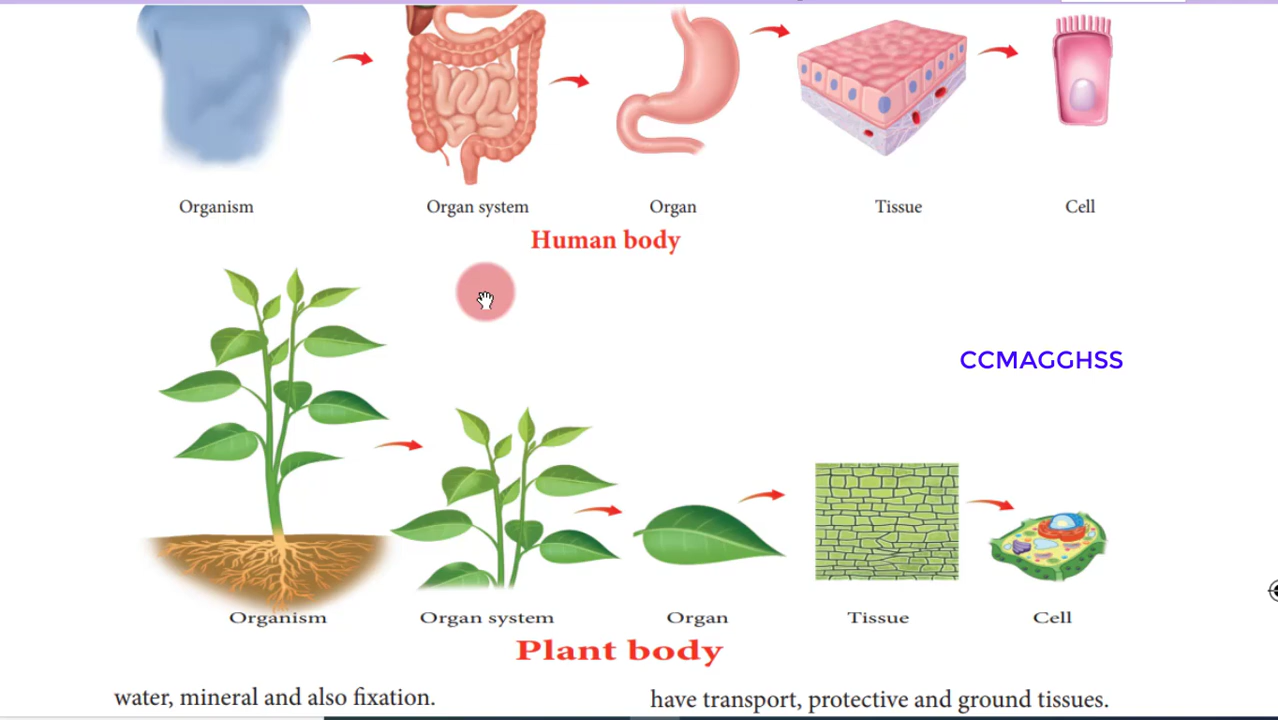 Organism Organ system Organ Tissue Cell
Human body
CCMAGGHSS
Organism Organ system Organ Tissue Cell
Plant body
water, mineral and also fixation.
have transport, protective and ground tissues.